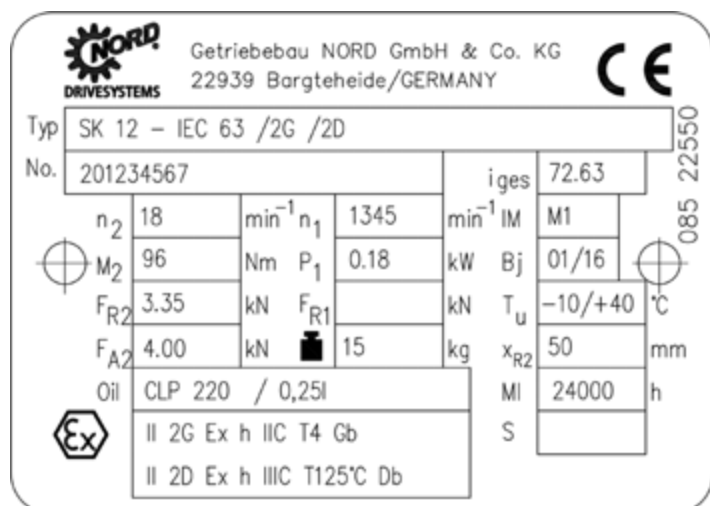 NORD
DRIVESYSTEMS
Getriebebau NORD GmbH & Co. KG
22939 Bargteheide/GERMANY
CE
Typ SK 12 – IEC 63 /2G /2D
No. 201234567 iges 72.63
n2 18 min-1 n1 1345 min-1 IM M1
M2 96 Nm P1 0.18 kW Bj 01/16
FR2 3.35 kN FR1 kN Tu -10/+40 °C
FA2 4.00 kN 15 kg xR2 50 mm
Oil CLP 220 / 0,25l MI 24000 h
Ex II 2G Ex h IIC T4 Gb S
II 2D Ex h IIIC T125°C Db
085 22550